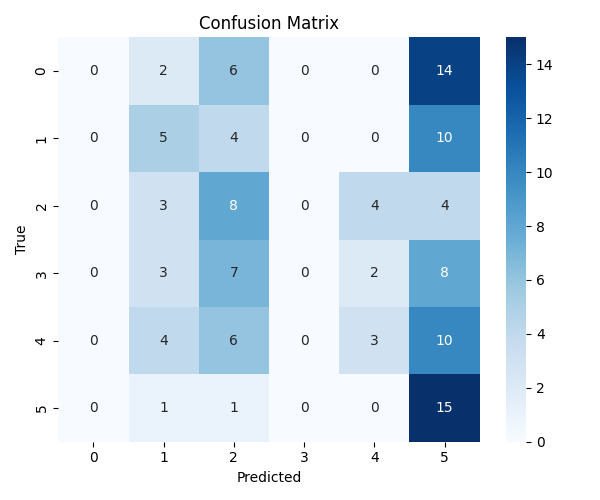 Confusion Matrix
True
0 0 2 6 0 0 14
1 0 5 4 0 0 10
2 0 3 8 0 4 4
3 0 3 7 0 2 8
4 0 4 6 0 3 10
5 0 1 1 0 0 15
0 1 2 3 4 5
Predicted
14
12
10
8
6
4
2
0